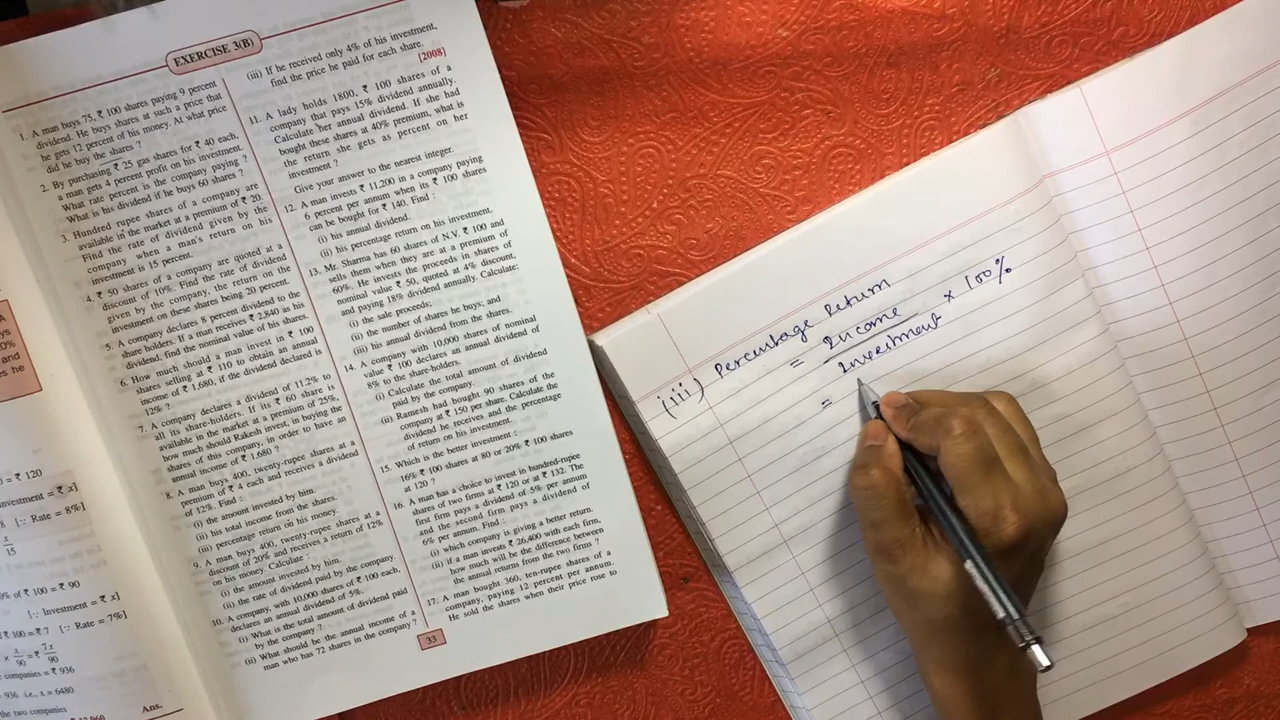 EXERCISE 3(B)
1. A man buys 75, ₹ 100 shares paying 9 percent
dividend. He buys shares at such a price that
he gets 12 percent of his money. At what price
did he buy the shares ?
2. By purchasing ₹ 25 gas shares for ₹ 40 each,
a man gets 4 percent profit on his investment.
What rate percent is the company paying ?
What is his dividend if he buys 60 shares ?
3. Hundred rupee shares of a company are
available in the market at a premium of ₹ 20.
Find the rate of dividend given by the
company when a man's return on his
investment is 15 percent.
4. ₹ 50 shares of a company are quoted at a
discount of 10%. Find the rate of dividend
given by the company, the return on the
investment on these shares being 20 percent.
5. A company declares 8 percent dividend to the
share holders. If a man receives ₹ 2,840 as his
dividend, find the nominal value of his shares.
6. How much should a man invest in ₹ 100
shares selling at ₹ 110 to obtain an annual
income of ₹ 1,680, if the dividend declared is
12% ?
7. A company declares a dividend of 11.2% to
all its share-holders. If its ₹ 60 share is
available in the market at a premium of 25%,
how much should Rakesh invest, in buying the
shares of this company, in order to have an
annual income of ₹ 1,680 ?
8. A man buys 400, twenty-rupee shares at a
premium of ₹ 4 each and receives a dividend
of 12%. Find :
(i) the amount invested by him.
(ii) his total income from the shares.
(iii) percentage return on his money.
9. A man buys 400, twenty-rupee shares at a
discount of 20% and receives a return of 12%
on his money. Calculate :
(i) the amount invested by him.
(ii) the rate of dividend paid by the company.
10. A company, with 10,000 shares of ₹ 100 each,
declares an annual dividend of 5%.
(i) What is the total amount of dividend paid
by the company ?
(ii) What should be the annual income of a
man who has 72 shares in the company ?
(iii) If he received only 4% of his investment,
find the price he paid for each share.
[2008]
11. A lady holds 1800, ₹ 100 shares of a
company that pays 15% dividend annually.
Calculate her annual dividend. If she had
bought these shares at 40% premium, what is
the return she gets as percent on her
investment ?
Give your answer to the nearest integer.
12. A man invests ₹ 11,200 in a company paying
6 percent per annum when its ₹ 100 shares
can be bought for ₹ 140. Find :
(i) his annual dividend.
(ii) his percentage return on his investment.
13. Mr. Sharma has 60 shares of N.V. ₹ 100 and
sells them when they are at a premium of
60%. He invests the proceeds in shares of
nominal value ₹ 50, quoted at 4% discount,
and paying 18% dividend annually. Calculate:
(i) the sale proceeds;
(ii) the number of shares he buys; and
(iii) his annual dividend from the shares.
14. A company with 10,000 shares of nominal
value ₹ 100 declares an annual dividend of
8% to the share-holders.
(i) Calculate the total amount of dividend
paid by the company.
(ii) Ramesh had bought 90 shares of the
company at ₹ 150 per share. Calculate the
dividend he receives and the percentage
of return on his investment.
15. Which is the better investment :
16% ₹ 100 shares at 80 or 20% ₹ 100 shares
at 120 ?
16. A man has a choice to invest in hundred-rupee
shares of two firms at ₹ 120 or at ₹ 132. The
first firm pays a dividend of 5% per annum
and the second firm pays a dividend of
6% per annum. Find :
(i) which company is giving a better return.
(ii) if a man invests ₹ 26,400 with each firm,
how much will be the difference between
the annual returns from the two firms ?
17. A man bought 360, ten-rupee shares of a
company, paying 12 percent per annum.
He sold the shares when their price rose to
33
= ₹ 120
[∵ Rate = 8%]
x
15
0% of ₹ 100 = ₹ 90
[∵ Investment = ₹ x]
₹ 100 = ₹ 7 [∵ Rate = 7%]
× x/90 = ₹ 7x/90
companies = ₹ 936
936 i.e., x = 6480
the two companies
Ans.
(iii) Percentage return
= Income / Investment × 100%
=